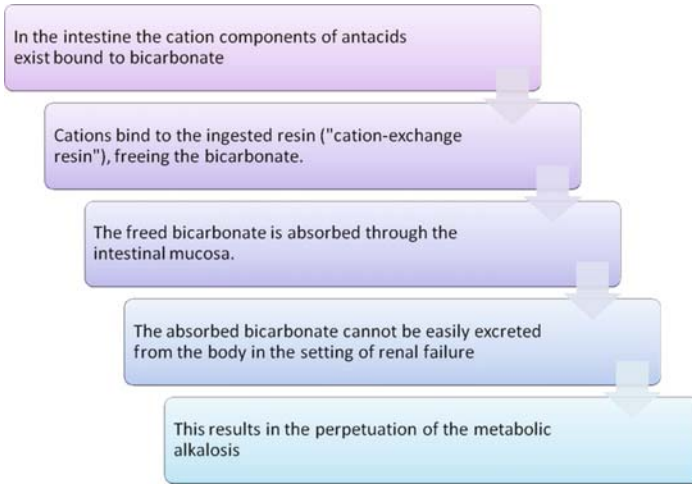 In the intestine the cation components of antacids
exist bound to bicarbonate
Cations bind to the ingested resin ("cation-exchange
resin"), freeing the bicarbonate.
The freed bicarbonate is absorbed through the
intestinal mucosa.
The absorbed bicarbonate cannot be easily excreted
from the body in the setting of renal failure
This results in the perpetuation of the metabolic
alkalosis